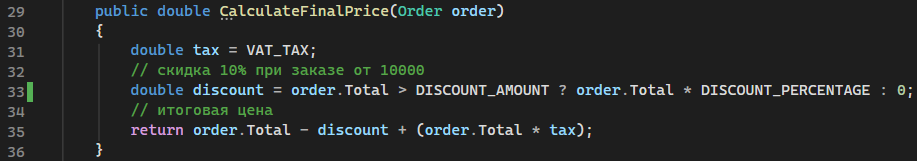 29 public double CalculateFinalPrice(Order order)
30 {
31 double tax = VAT_TAX;
32 // скидка 10% при заказе от 10000
33 double discount = order.Total > DISCOUNT_AMOUNT ? order.Total * DISCOUNT_PERCENTAGE : 0;
34 // итоговая цена
35 return order.Total - discount + (order.Total * tax);
36 }